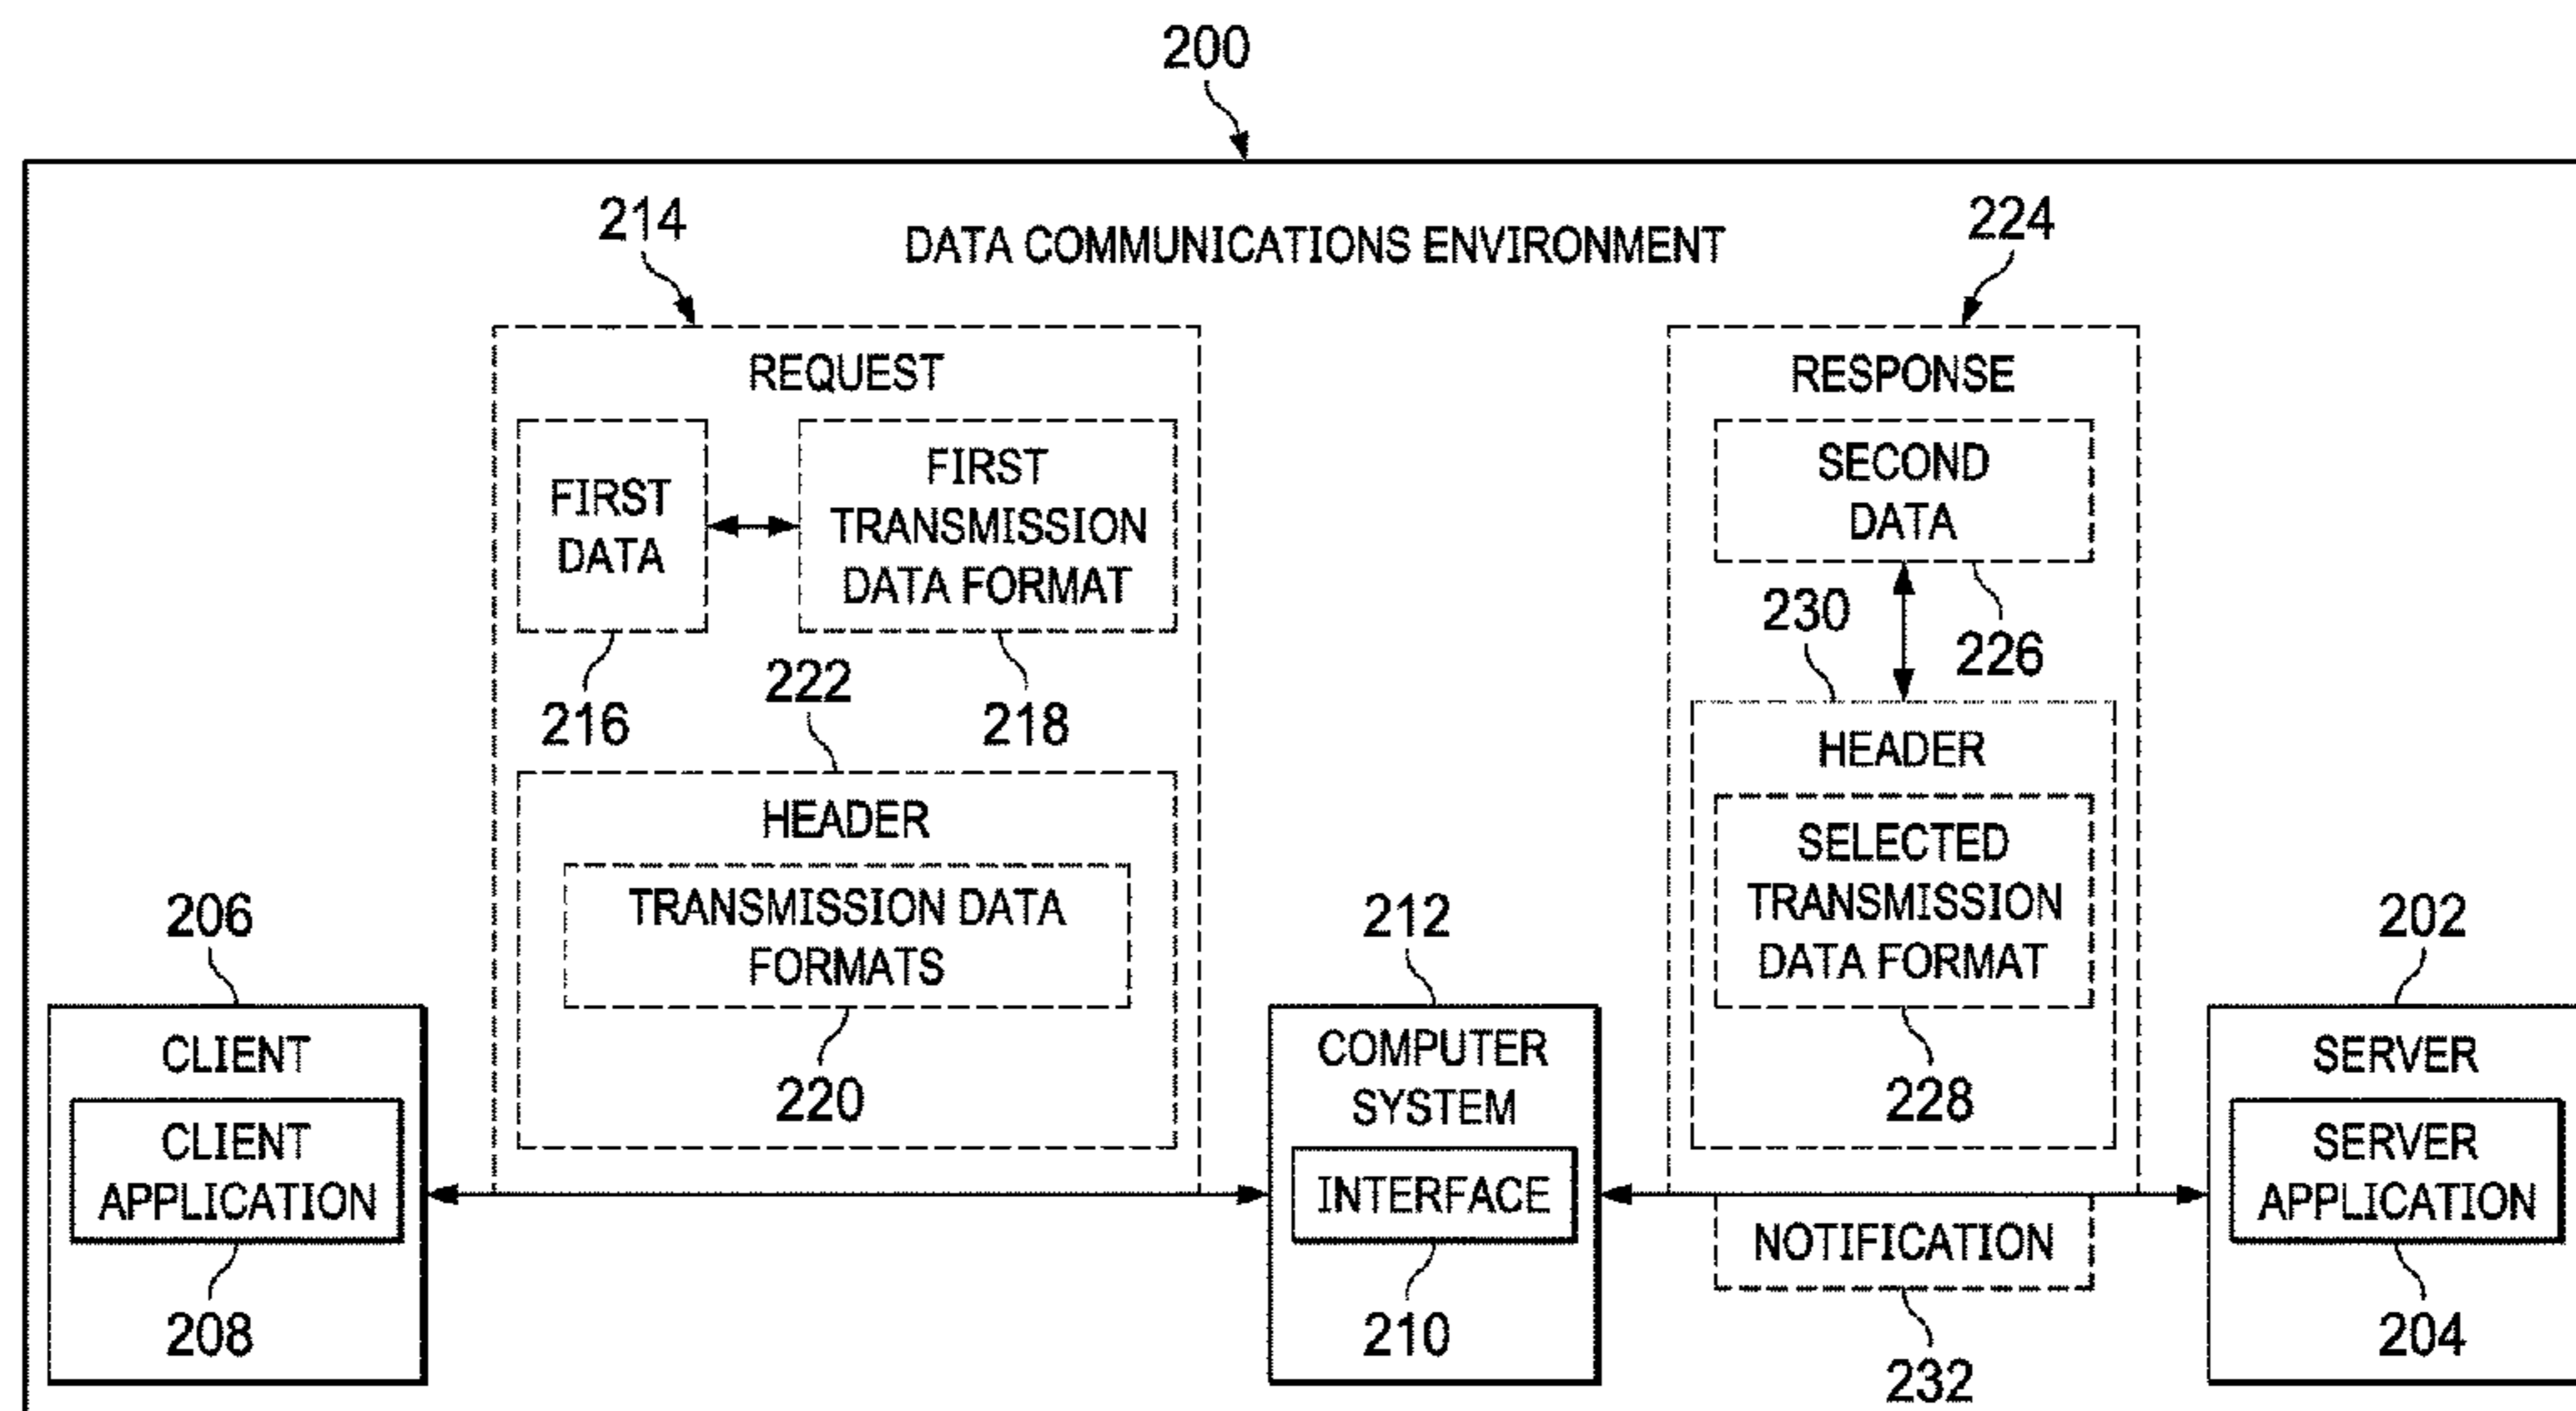 200
DATA COMMUNICATIONS ENVIRONMENT
214
REQUEST
FIRST
DATA
216
FIRST
TRANSMISSION
DATA FORMAT
218
222
HEADER
TRANSMISSION DATA
FORMATS
220
224
RESPONSE
SECOND
DATA
226
230
HEADER
SELECTED
TRANSMISSION
DATA FORMAT
228
206
CLIENT
CLIENT
APPLICATION
208
212
COMPUTER
SYSTEM
INTERFACE
210
NOTIFICATION
232
202
SERVER
SERVER
APPLICATION
204